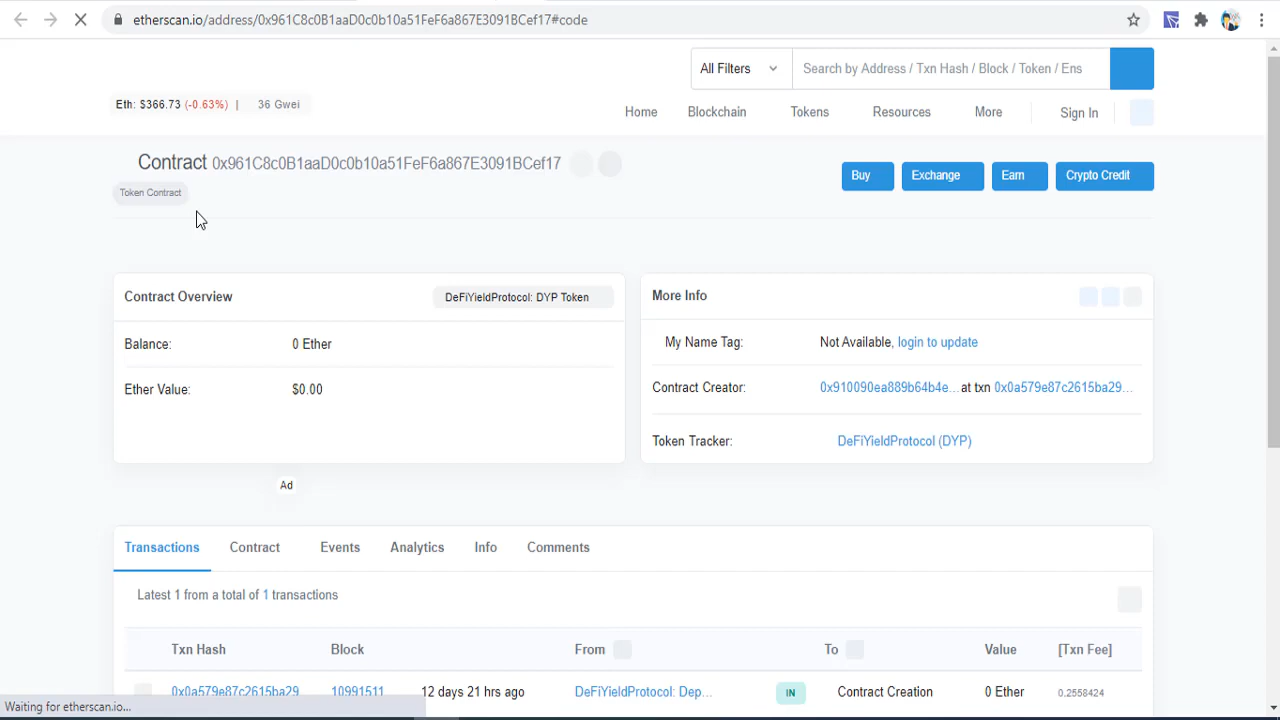 etherscan.io/address/0x961C8c0B1aaD0c0b10a51FeF6a867E3091BCef17#code
All Filters
Search by Address / Txn Hash / Block / Token / Ens
Eth: $366.73 (-0.63%) | 36 Gwei
Home Blockchain Tokens Resources More Sign In
Contract 0x961C8c0B1aaD0c0b10a51FeF6a867E3091BCef17
Buy Exchange Earn Crypto Credit
Token Contract
Contract Overview DeFiYieldProtocol: DYP Token
Balance: 0 Ether
Ether Value: $0.00
More Info
My Name Tag: Not Available, login to update
Contract Creator: 0x910090ea889b64b4e... at txn 0x0a579e87c2615ba29...
Token Tracker: DeFiYieldProtocol (DYP)
Ad
Transactions Contract Events Analytics Info Comments
Latest 1 from a total of 1 transactions
Txn Hash Block From To Value [Txn Fee]
0x0a579e87c2615ba29 10991511 12 days 21 hrs ago DeFiYieldProtocol: Dep... IN Contract Creation 0 Ether 0.2558424
Waiting for etherscan.io...